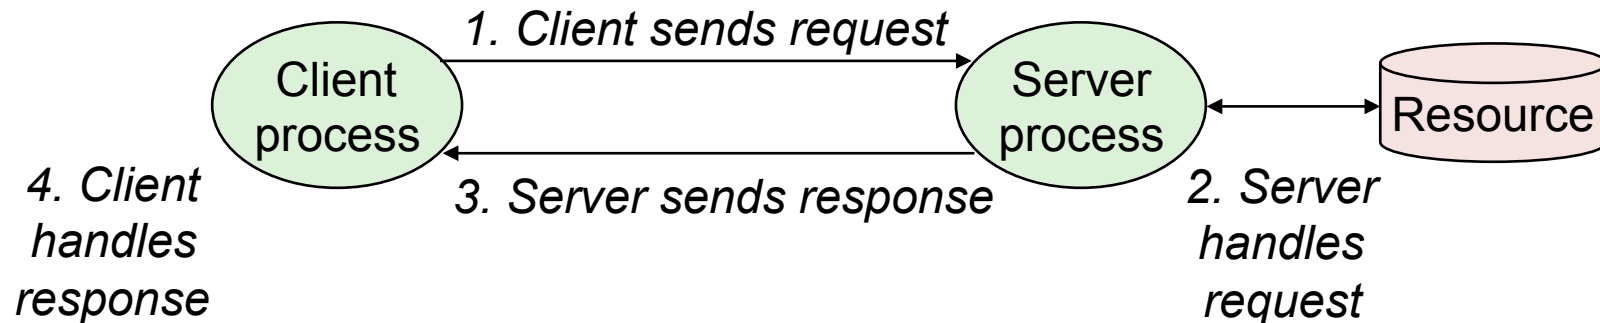 1. Client sends request
Client
process
Server
process
Resource
3. Server sends response
4. Client
handles
response
2. Server
handles
request